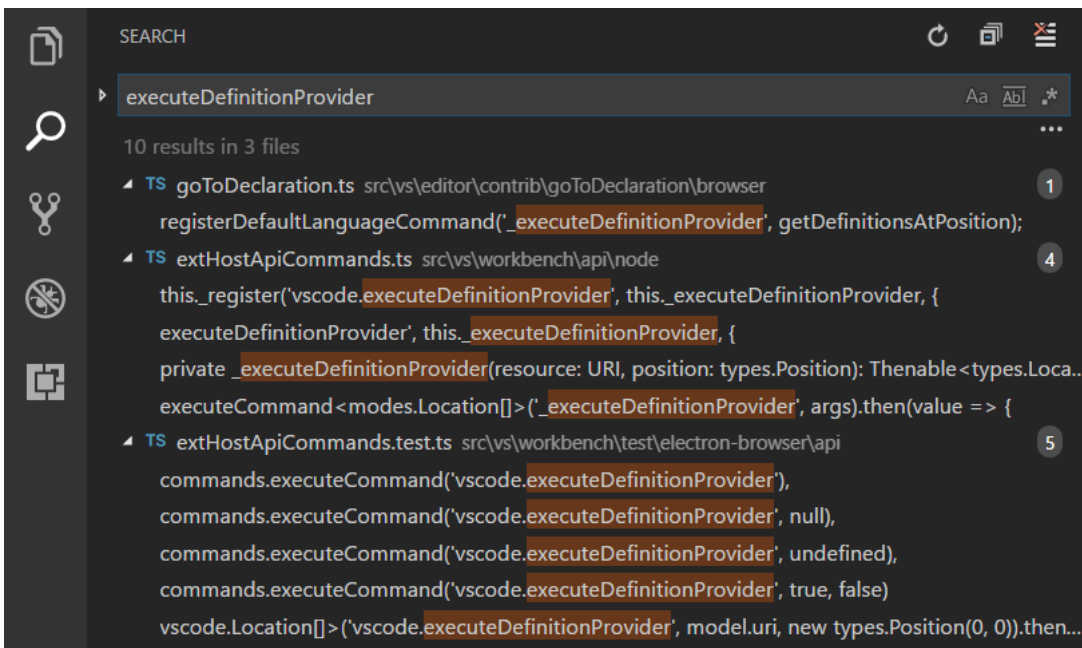 SEARCH
executeDefinitionProvider Aa Abl .*
10 results in 3 files
TS goToDeclaration.ts src\vs\editor\contrib\goToDeclaration\browser 1
registerDefaultLanguageCommand('_executeDefinitionProvider', getDefinitionsAtPosition);
TS extHostApiCommands.ts src\vs\workbench\api\node 4
this._register('vscode.executeDefinitionProvider', this._executeDefinitionProvider, {
executeDefinitionProvider', this._executeDefinitionProvider, {
private _executeDefinitionProvider(resource: URI, position: types.Position): Thenable<types.Loca...
executeCommand<modes.Location[]>('_executeDefinitionProvider', args).then(value => {
TS extHostApiCommands.test.ts src\vs\workbench\test\electron-browser\api 5
commands.executeCommand('vscode.executeDefinitionProvider'),
commands.executeCommand('vscode.executeDefinitionProvider', null),
commands.executeCommand('vscode.executeDefinitionProvider', undefined),
commands.executeCommand('vscode.executeDefinitionProvider', true, false)
vscode.Location[]>('vscode.executeDefinitionProvider', model.uri, new types.Position(0, 0)).then...